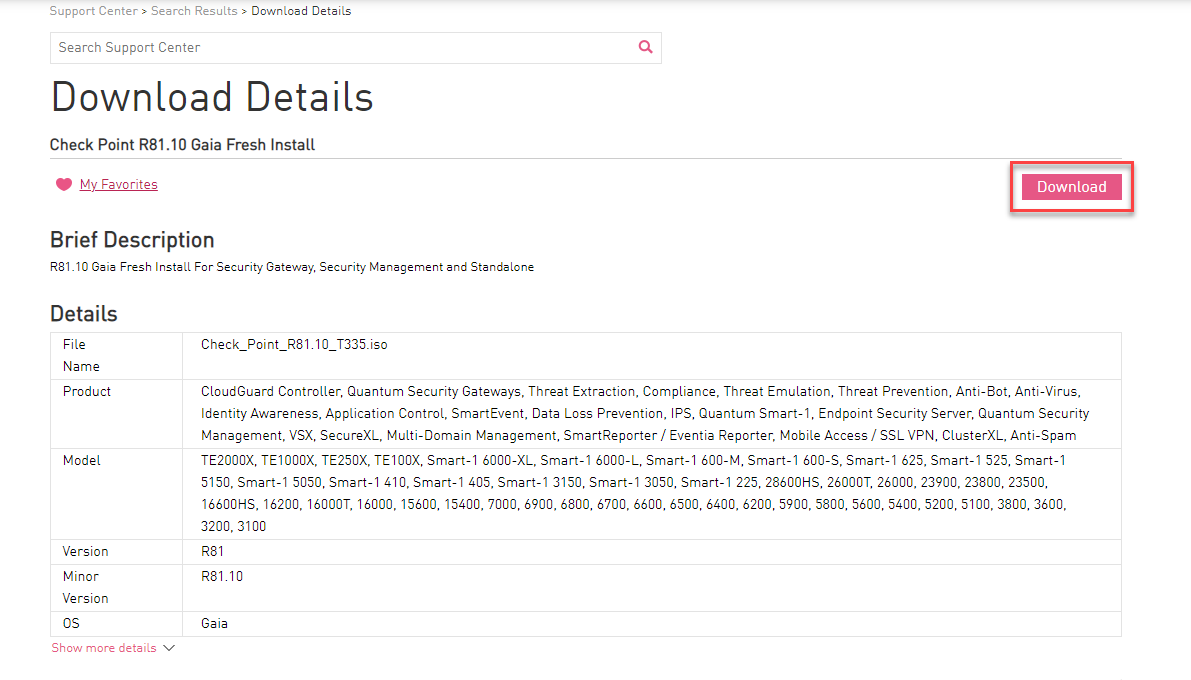 Support Center > Search Results > Download Details
Search Support Center
Download Details
Check Point R81.10 Gaia Fresh Install
My Favorites
Download
Brief Description
R81.10 Gaia Fresh Install For Security Gateway, Security Management and Standalone
Details
File
Name
Check_Point_R81.10_T335.iso
Product
CloudGuard Controller, Quantum Security Gateways, Threat Extraction, Compliance, Threat Emulation, Threat Prevention, Anti-Bot, Anti-Virus,
Identity Awareness, Application Control, SmartEvent, Data Loss Prevention, IPS, Quantum Smart-1, Endpoint Security Server, Quantum Security
Management, VSX, SecureXL, Multi-Domain Management, SmartReporter / Eventia Reporter, Mobile Access / SSL VPN, ClusterXL, Anti-Spam
Model
TE2000X, TE1000X, TE250X, TE100X, Smart-1 6000-XL, Smart-1 6000-L, Smart-1 600-M, Smart-1 600-S, Smart-1 625, Smart-1 525, Smart-1
5150, Smart-1 5050, Smart-1 410, Smart-1 405, Smart-1 3150, Smart-1 3050, Smart-1 225, 28600HS, 26000T, 26000, 23900, 23800, 23500,
16600HS, 16200, 16000T, 16000, 15600, 15400, 7000, 6900, 6800, 6700, 6600, 6500, 6400, 6200, 5900, 5800, 5600, 5400, 5200, 5100, 3800, 3600,
3200, 3100
Version
R81
Minor
Version
R81.10
OS
Gaia
Show more details